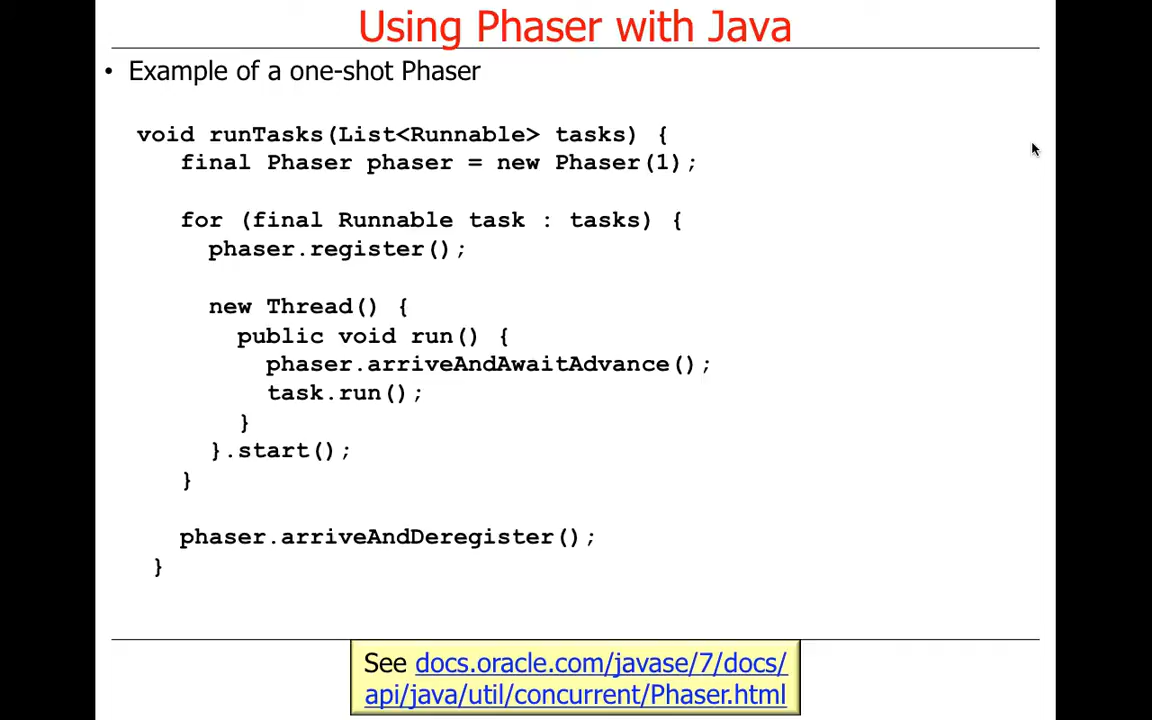 Using Phaser with Java
• Example of a one-shot Phaser
void runTasks(List<Runnable> tasks) {
final Phaser phaser = new Phaser(1);
for (final Runnable task : tasks) {
phaser.register();
new Thread() {
public void run() {
phaser.arriveAndAwaitAdvance();
task.run();
}
}.start();
}
phaser.arriveAndDeregister();
}
See docs.oracle.com/javase/7/docs/
api/java/util/concurrent/Phaser.html